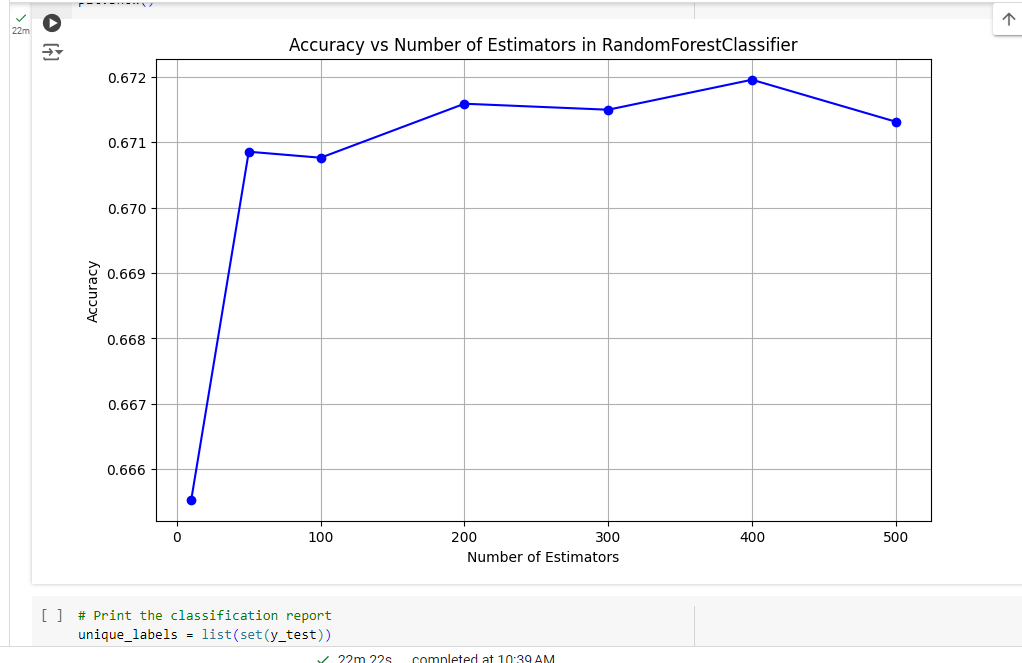 22m
Accuracy vs Number of Estimators in RandomForestClassifier
0.672
0.671
0.670
0.669
0.668
0.667
0.666
Accuracy
0 100 200 300 400 500
Number of Estimators
[ ] # Print the classification report
unique_labels = list(set(y_test))
22m 22s completed at 10:39 AM